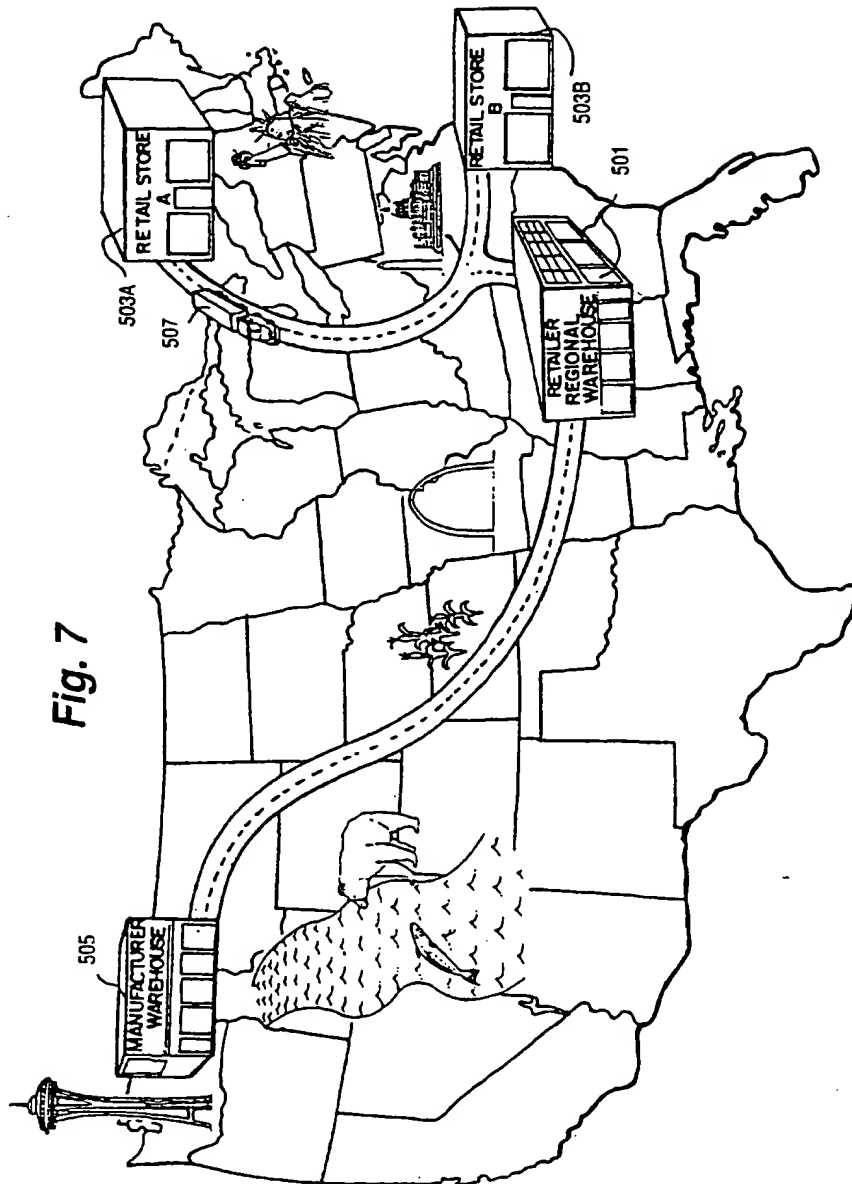 Fig. 7
505
MANUFACTURER
WAREHOUSE
503A
RETAIL STORE
A
507
RETAIL STORE
B
503B
RETAILER
REGIONAL
WAREHOUSE
501